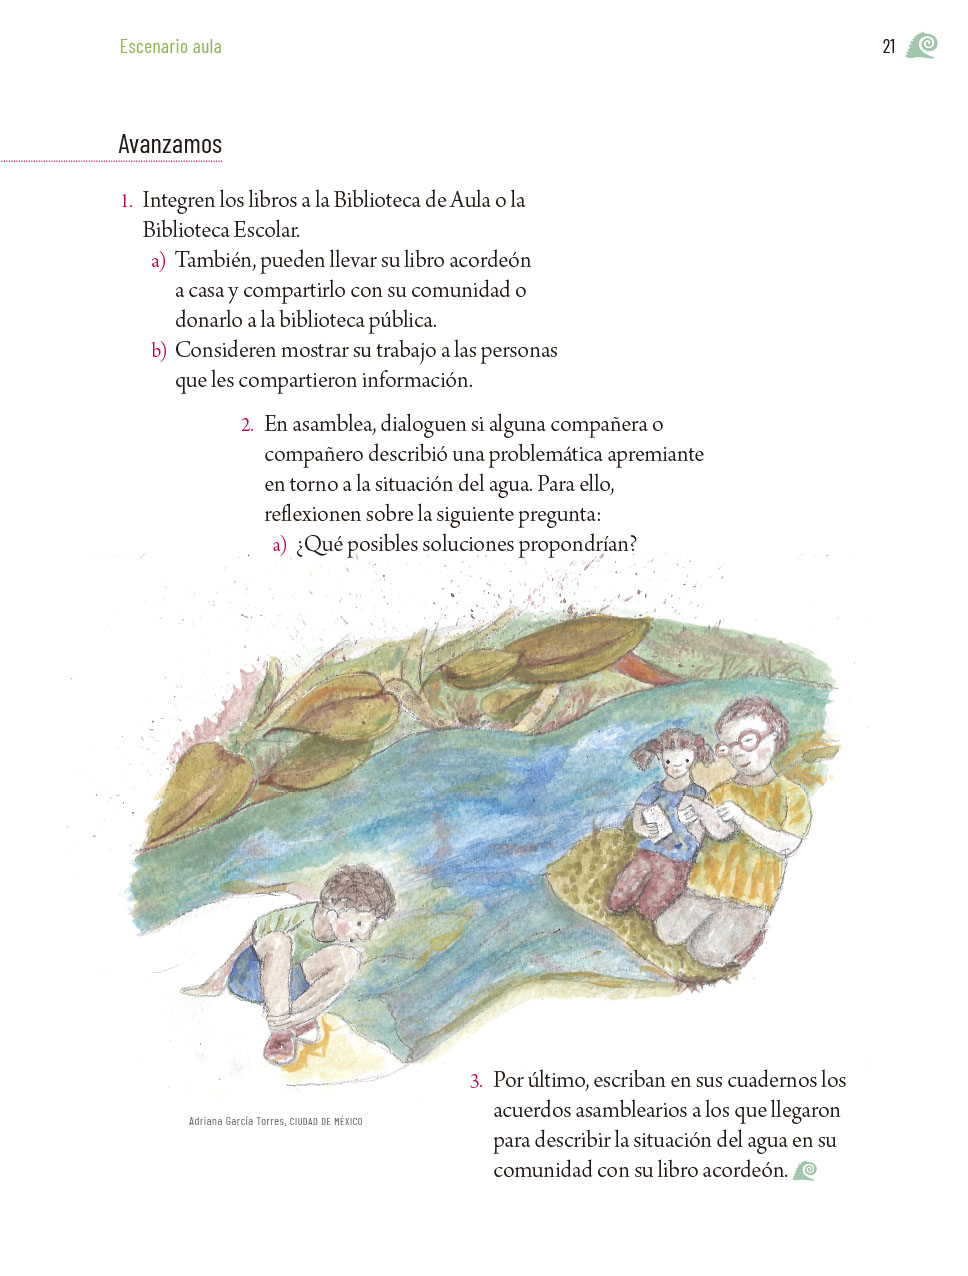 Escenario aula
21
Avanzamos
1. Integren los libros a la Biblioteca de Aula o la
Biblioteca Escolar.
a) También, pueden llevar su libro acordeón
a casa y compartirlo con su comunidad o
donarlo a la biblioteca pública.
b) Consideren mostrar su trabajo a las personas
que les compartieron información.
2. En asamblea, dialoguen si alguna compañera o
compañero describió una problemática apremiante
en torno a la situación del agua. Para ello,
reflexionen sobre la siguiente pregunta:
a) ¿Qué posibles soluciones propondrían?
3. Por último, escriban en sus cuadernos los
acuerdos asamblearios a los que llegaron
para describir la situación del agua en su
comunidad con su libro acordeón.
Adriana García Torres, CIUDAD DE MÉXICO